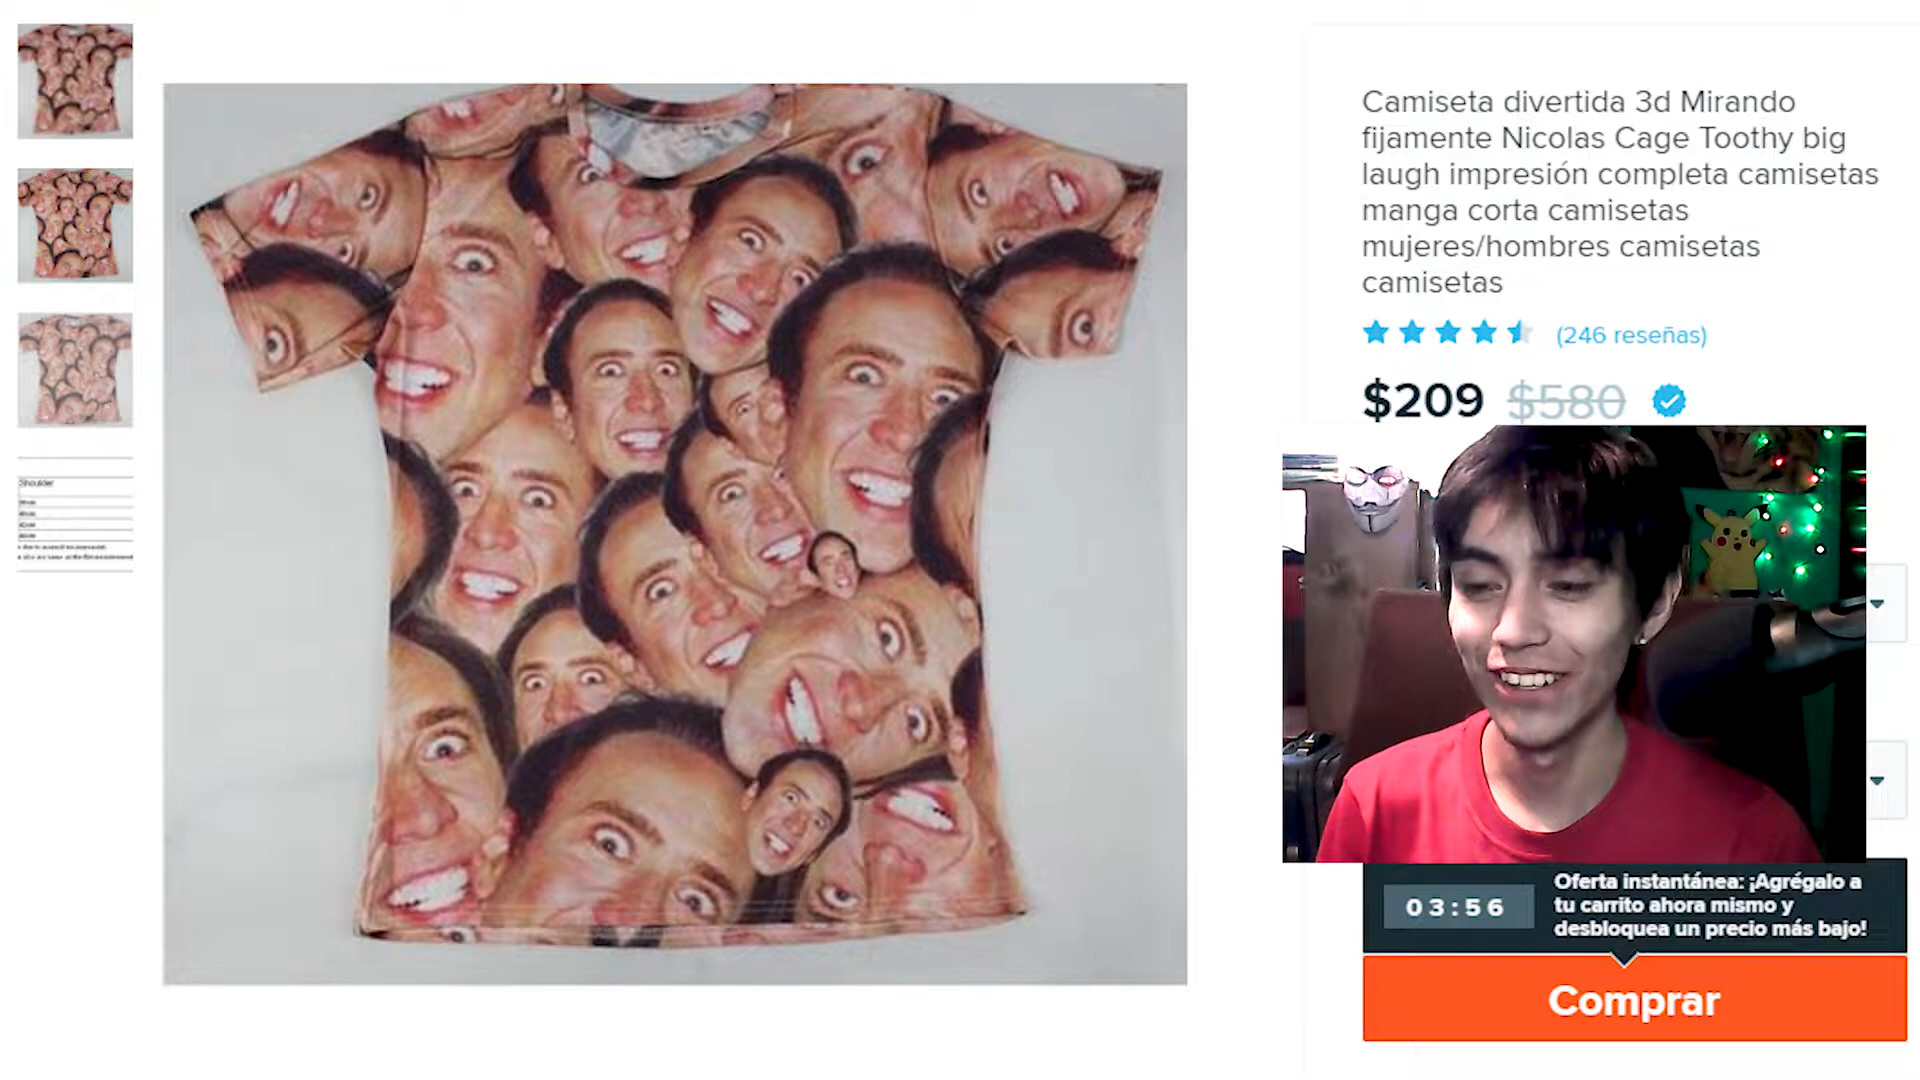 Shoulder
Camiseta divertida 3d Mirando
fijamente Nicolas Cage Toothy big
laugh impresión completa camisetas
manga corta camisetas
mujeres/hombres camisetas
camisetas
(246 reseñas)
$209 $580
03:56
Oferta instantánea: ¡Agrégalo a
tu carrito ahora mismo y
desbloquea un precio más bajo!
Comprar